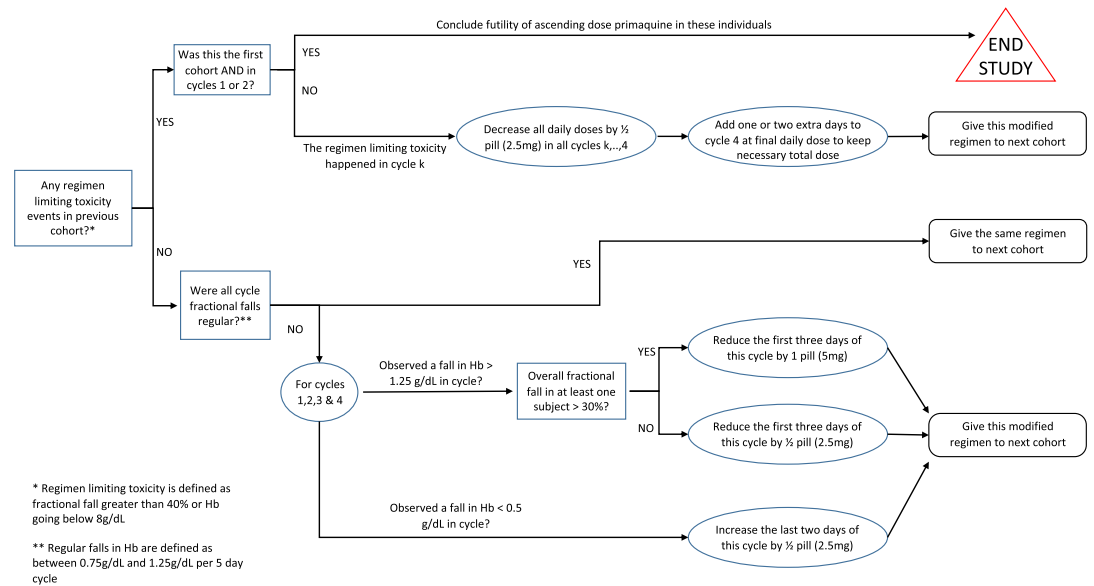 Conclude futility of ascending dose primaquine in these individuals
END
STUDY
Was this the first
cohort AND in
cycles 1 or 2?
YES
NO
YES
Decrease all daily doses by ½
pill (2.5mg) in all cycles k,..,4
Add one or two extra days to
cycle 4 at final daily dose to keep
necessary total dose
Give this modified
regimen to next cohort
The regimen limiting toxicity
happened in cycle k
Any regimen
limiting toxicity
events in previous
cohort?*
NO
Give the same regimen
to next cohort
YES
Were all cycle
fractional falls
regular?**
NO
For cycles
1,2,3 & 4
Observed a fall in Hb >
1.25 g/dL in cycle?
Overall fractional
fall in at least one
subject > 30%?
YES
NO
Reduce the first three days of
this cycle by 1 pill (5mg)
Reduce the first three days of
this cycle by ½ pill (2.5mg)
Give this modified
regimen to next cohort
Observed a fall in Hb < 0.5
g/dL in cycle?
Increase the last two days of
this cycle by ½ pill (2.5mg)
* Regimen limiting toxicity is defined as
fractional fall greater than 40% or Hb
going below 8g/dL
** Regular falls in Hb are defined as
between 0.75g/dL and 1.25g/dL per 5 day
cycle